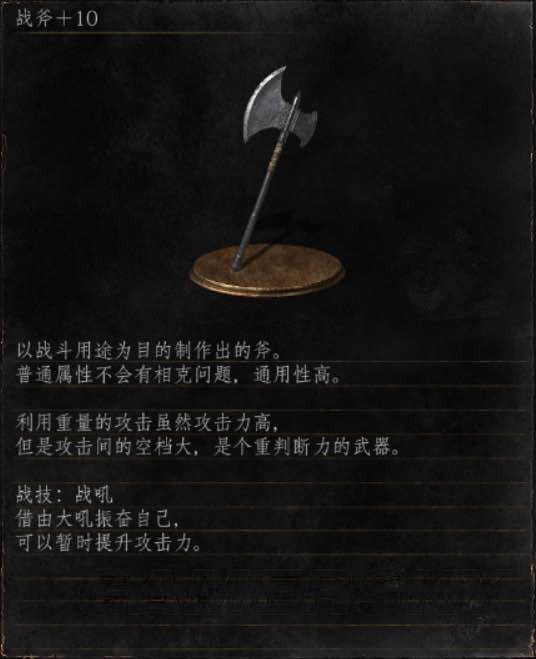 战斧＋10
以战斗用途为目的制作出的斧。
普通属性不会有相克问题，通用性高。
利用重量的攻击虽然攻击力高，
但是攻击间的空档大，是个重判断力的武器。
战技：战吼
借由大吼振奋自己，
可以暂时提升攻击力。
GAMERSKY